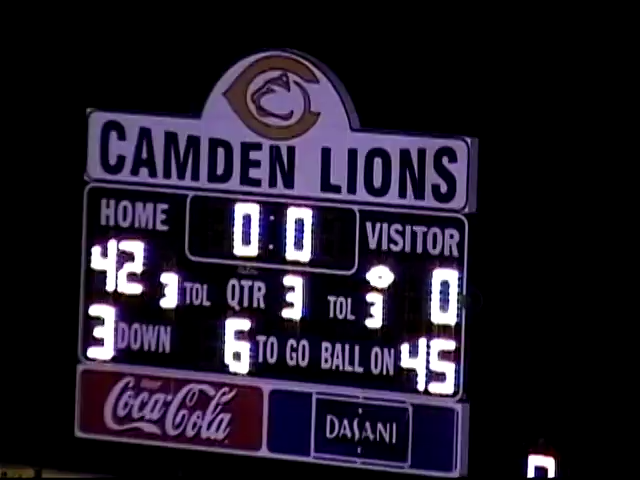 C
CAMDEN LIONS
HOME 0:0 VISITOR
42 3 TOL QTR 3 TOL 3 0
3 DOWN 6 TO GO BALL ON 45
Coca-Cola DASANI
0